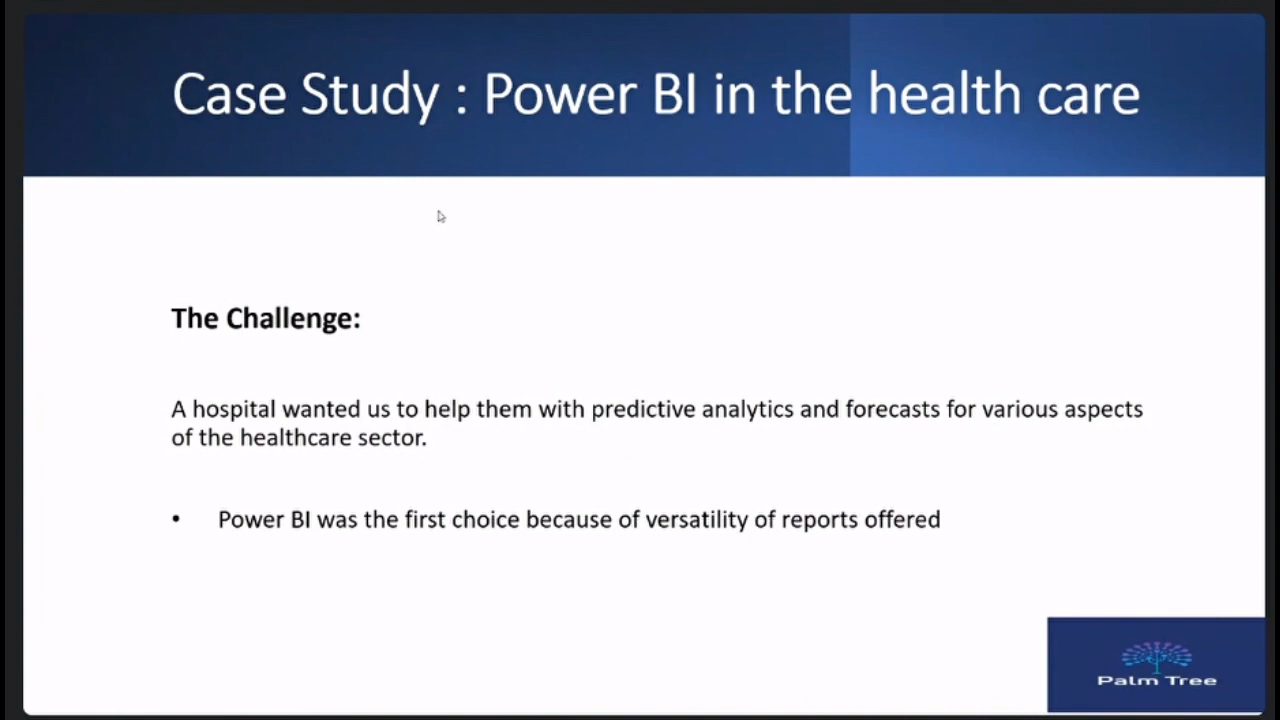 Case Study : Power BI in the health care
The Challenge:
A hospital wanted us to help them with predictive analytics and forecasts for various aspects
of the healthcare sector.
• Power BI was the first choice because of versatility of reports offered
Palm Tree